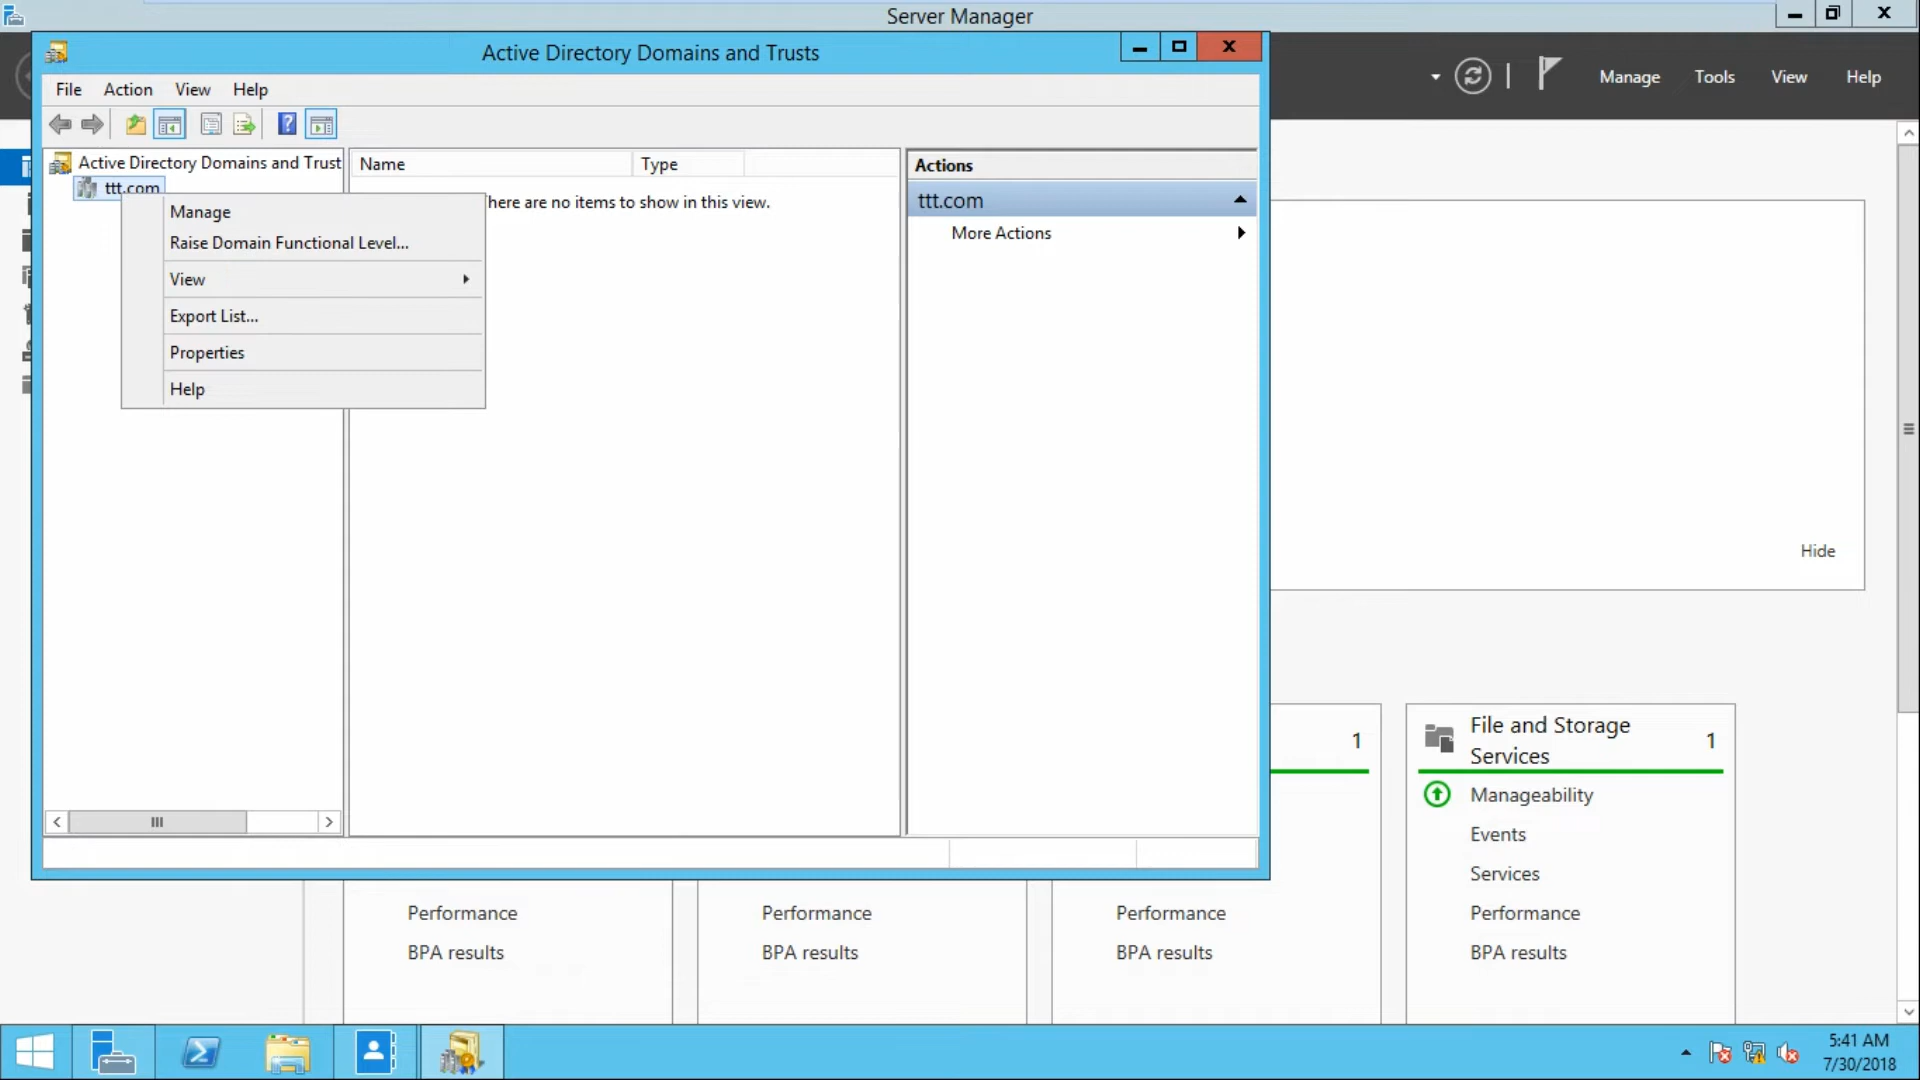 Server Manager
Active Directory Domains and Trusts
Manage
Tools
View
Help
File
Action
View
Help
Active Directory Domains and Trust
ttt.com
Manage
Raise Domain Functional Level...
View
Export List...
Properties
Help
Name
Type
here are no items to show in this view.
Actions
ttt.com
More Actions
Hide
1
File and Storage
Services
1
Manageability
Events
Services
Performance
BPA results
Performance
BPA results
Performance
BPA results
Performance
BPA results
5:41 AM
7/30/2018